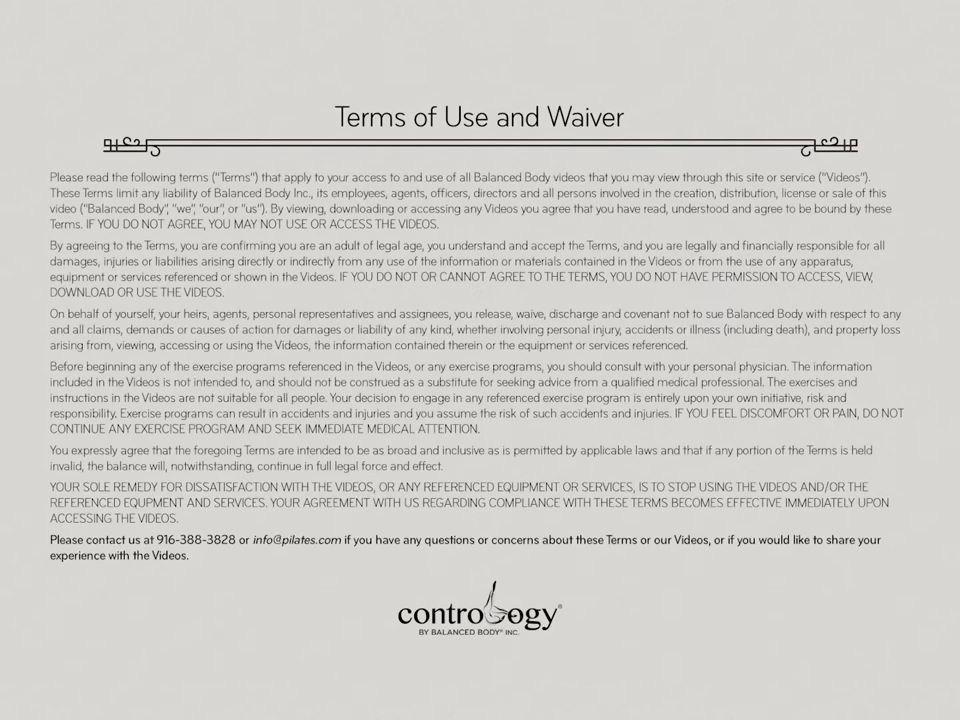 Terms of Use and Waiver
Please read the following terms ("Terms") that apply to your access to and use of all Balanced Body videos that you may view through this site or service ("Videos").
These Terms limit any liability of Balanced Body Inc., its employees, agents, officers, directors and all persons involved in the creation, distribution, license or sale of this
video ("Balanced Body", "we", "our", or "us"). By viewing, downloading or accessing any Videos you agree that you have read, understood and agree to be bound by these
Terms. IF YOU DO NOT AGREE, YOU MAY NOT USE OR ACCESS THE VIDEOS.
By agreeing to the Terms, you are confirming you are an adult of legal age, you understand and accept the Terms, and you are legally and financially responsible for all
damages, injuries or liabilities arising directly or indirectly from any use of the information or materials contained in the Videos or from the use of any apparatus,
equipment or services referenced or shown in the Videos. IF YOU DO NOT OR CANNOT AGREE TO THE TERMS, YOU DO NOT HAVE PERMISSION TO ACCESS, VIEW,
DOWNLOAD OR USE THE VIDEOS.
On behalf of yourself, your heirs, agents, personal representatives and assignees, you release, waive, discharge and covenant not to sue Balanced Body with respect to any
and all claims, demands or causes of action for damages or liability of any kind, whether involving personal injury, accidents or illness (including death), and property loss
arising from, viewing, accessing or using the Videos, the information contained therein or the equipment or services referenced.
Before beginning any of the exercise programs referenced in the Videos, or any exercise programs, you should consult with your personal physician. The information
included in the Videos is not intended to, and should not be construed as a substitute for seeking advice from a qualified medical professional. The exercises and
instructions in the Videos are not suitable for all people. Your decision to engage in any referenced exercise program is entirely upon your own initiative, risk and
responsibility. Exercise programs can result in accidents and injuries and you assume the risk of such accidents and injuries. IF YOU FEEL DISCOMFORT OR PAIN, DO NOT
CONTINUE ANY EXERCISE PROGRAM AND SEEK IMMEDIATE MEDICAL ATTENTION.
You expressly agree that the foregoing Terms are intended to be as broad and inclusive as is permitted by applicable laws and that if any portion of the Terms is held
invalid, the balance will, notwithstanding, continue in full legal force and effect.
YOUR SOLE REMEDY FOR DISSATISFACTION WITH THE VIDEOS, OR ANY REFERENCED EQUIPMENT OR SERVICES, IS TO STOP USING THE VIDEOS AND/OR THE
REFERENCED EQUPMENT AND SERVICES. YOUR AGREEMENT WITH US REGARDING COMPLIANCE WITH THESE TERMS BECOMES EFFECTIVE IMMEDIATELY UPON
ACCESSING THE VIDEOS.
Please contact us at 916-388-3828 or info@pilates.com if you have any questions or concerns about these Terms or our Videos, or if you would like to share your
experience with the Videos.
contrology®
BY BALANCED BODY® INC.